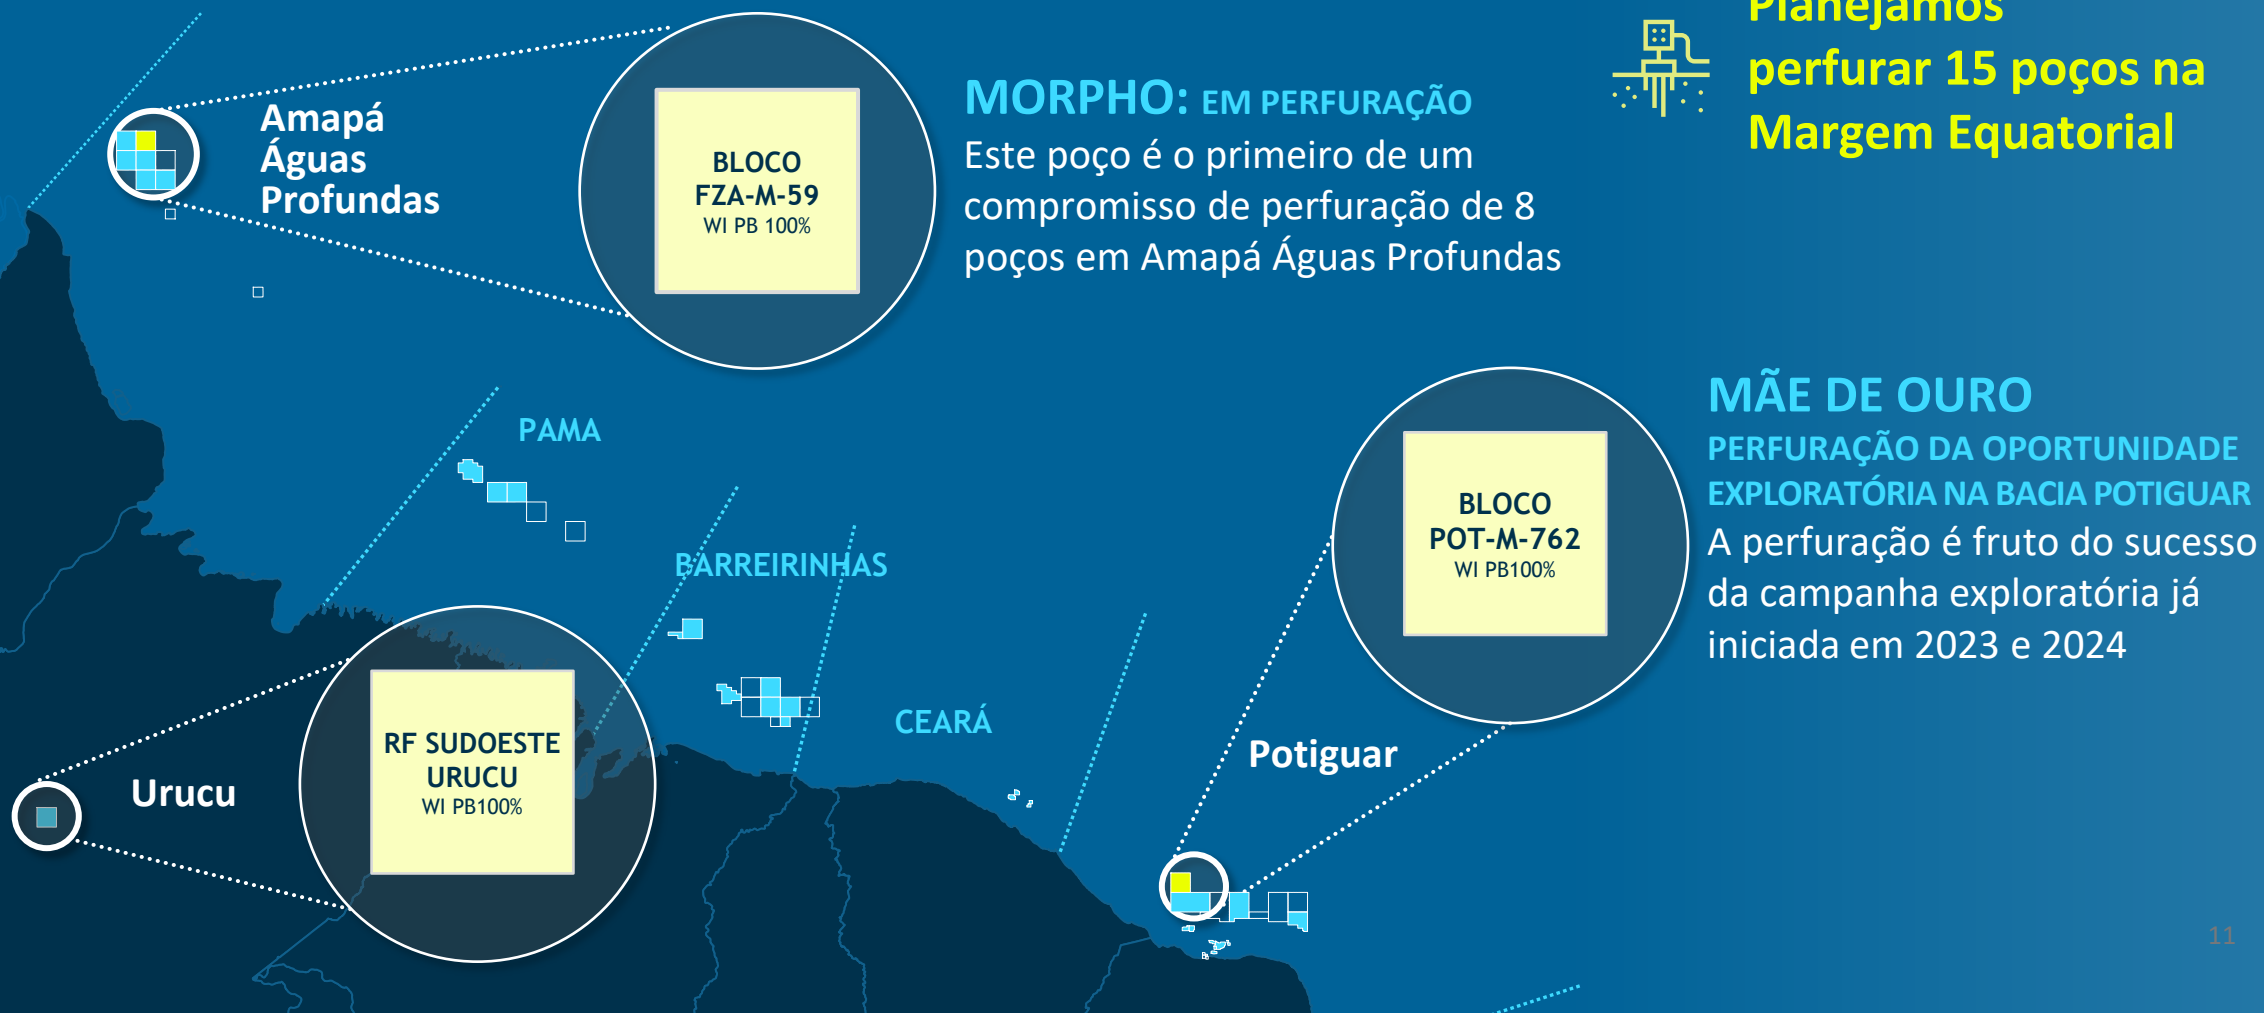 Planejamos
perfurar 15 poços na
Margem Equatorial
Amapá
Águas
Profundas
BLOCO
FZA-M-59
WI PB 100%
MORPHO: EM PERFURAÇÃO
Este poço é o primeiro de um
compromisso de perfuração de 8
poços em Amapá Águas Profundas
PAMA
BARREIRINHAS
CEARÁ
BLOCO
POT-M-762
WI PB100%
MÃE DE OURO
PERFURAÇÃO DA OPORTUNIDADE
EXPLORATÓRIA NA BACIA POTIGUAR
A perfuração é fruto do sucesso
da campanha exploratória já
iniciada em 2023 e 2024
Potiguar
Urucu
RF SUDOESTE
URUCU
WI PB100%
11